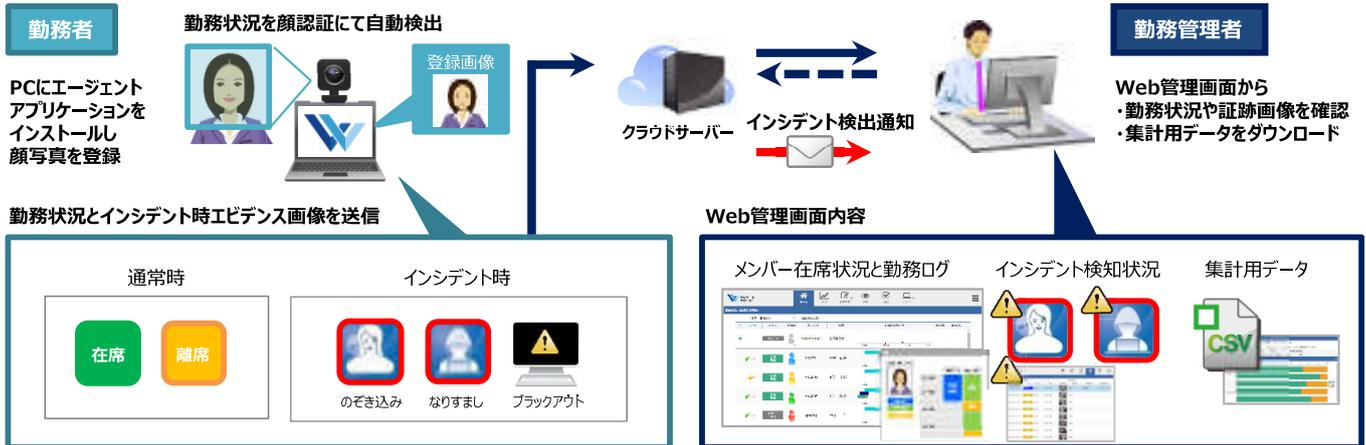 勤務者
勤務状況を顔認証にて自動検出
登録画像
PCにエージェント
アプリケーションを
インストールし
顔写真を登録
クラウドサーバー
インシデント検出通知
勤務管理者
Web管理画面から
・勤務状況や証跡画像を確認
・集計用データをダウンロード
勤務状況とインシデント時エビデンス画像を送信
通常時
在席
離席
インシデント時
のぞき込み
なりすまし
ブラックアウト
Web管理画面内容
メンバー在席状況と勤務ログ
インシデント検知状況
集計用データ
CSV